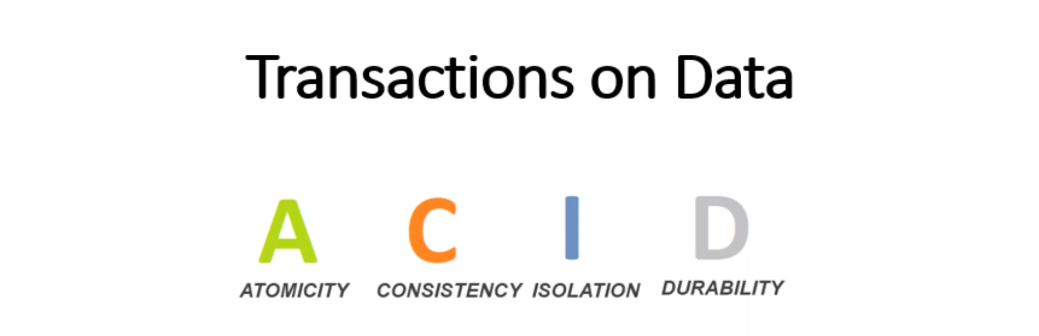 Transactions on Data
A C I D
ATOMICITY CONSISTENCY ISOLATION DURABILITY